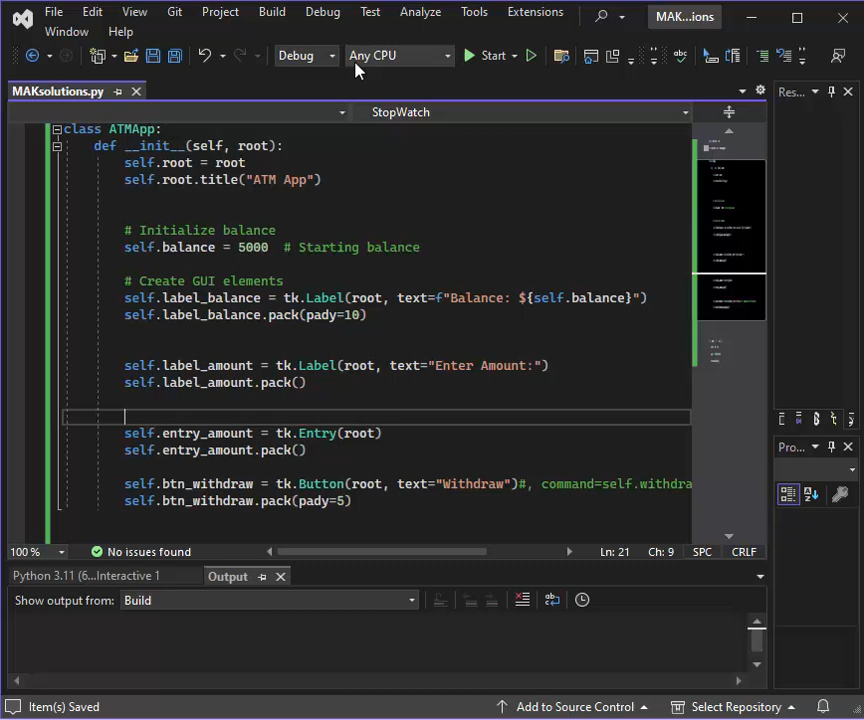 File Edit View Git Project Build Debug Test Analyze Tools Extensions MAK...ions
Window Help
Debug Any CPU Start
MAKsolutions.py Res...
StopWatch
class ATMApp:
def __init__(self, root):
self.root = root
self.root.title("ATM App")
# Initialize balance
self.balance = 5000 # Starting balance
# Create GUI elements
self.label_balance = tk.Label(root, text=f"Balance: ${self.balance}")
self.label_balance.pack(pady=10)
self.label_amount = tk.Label(root, text="Enter Amount:")
self.label_amount.pack()
self.entry_amount = tk.Entry(root)
self.entry_amount.pack()
Pro...
self.btn_withdraw = tk.Button(root, text="Withdraw")#, command=self.withdra
self.btn_withdraw.pack(pady=5)
100 % No issues found Ln: 21 Ch: 9 SPC CRLF
Python 3.11 (6...Interactive 1 Output
Show output from: Build
Item(s) Saved Add to Source Control Select Repository